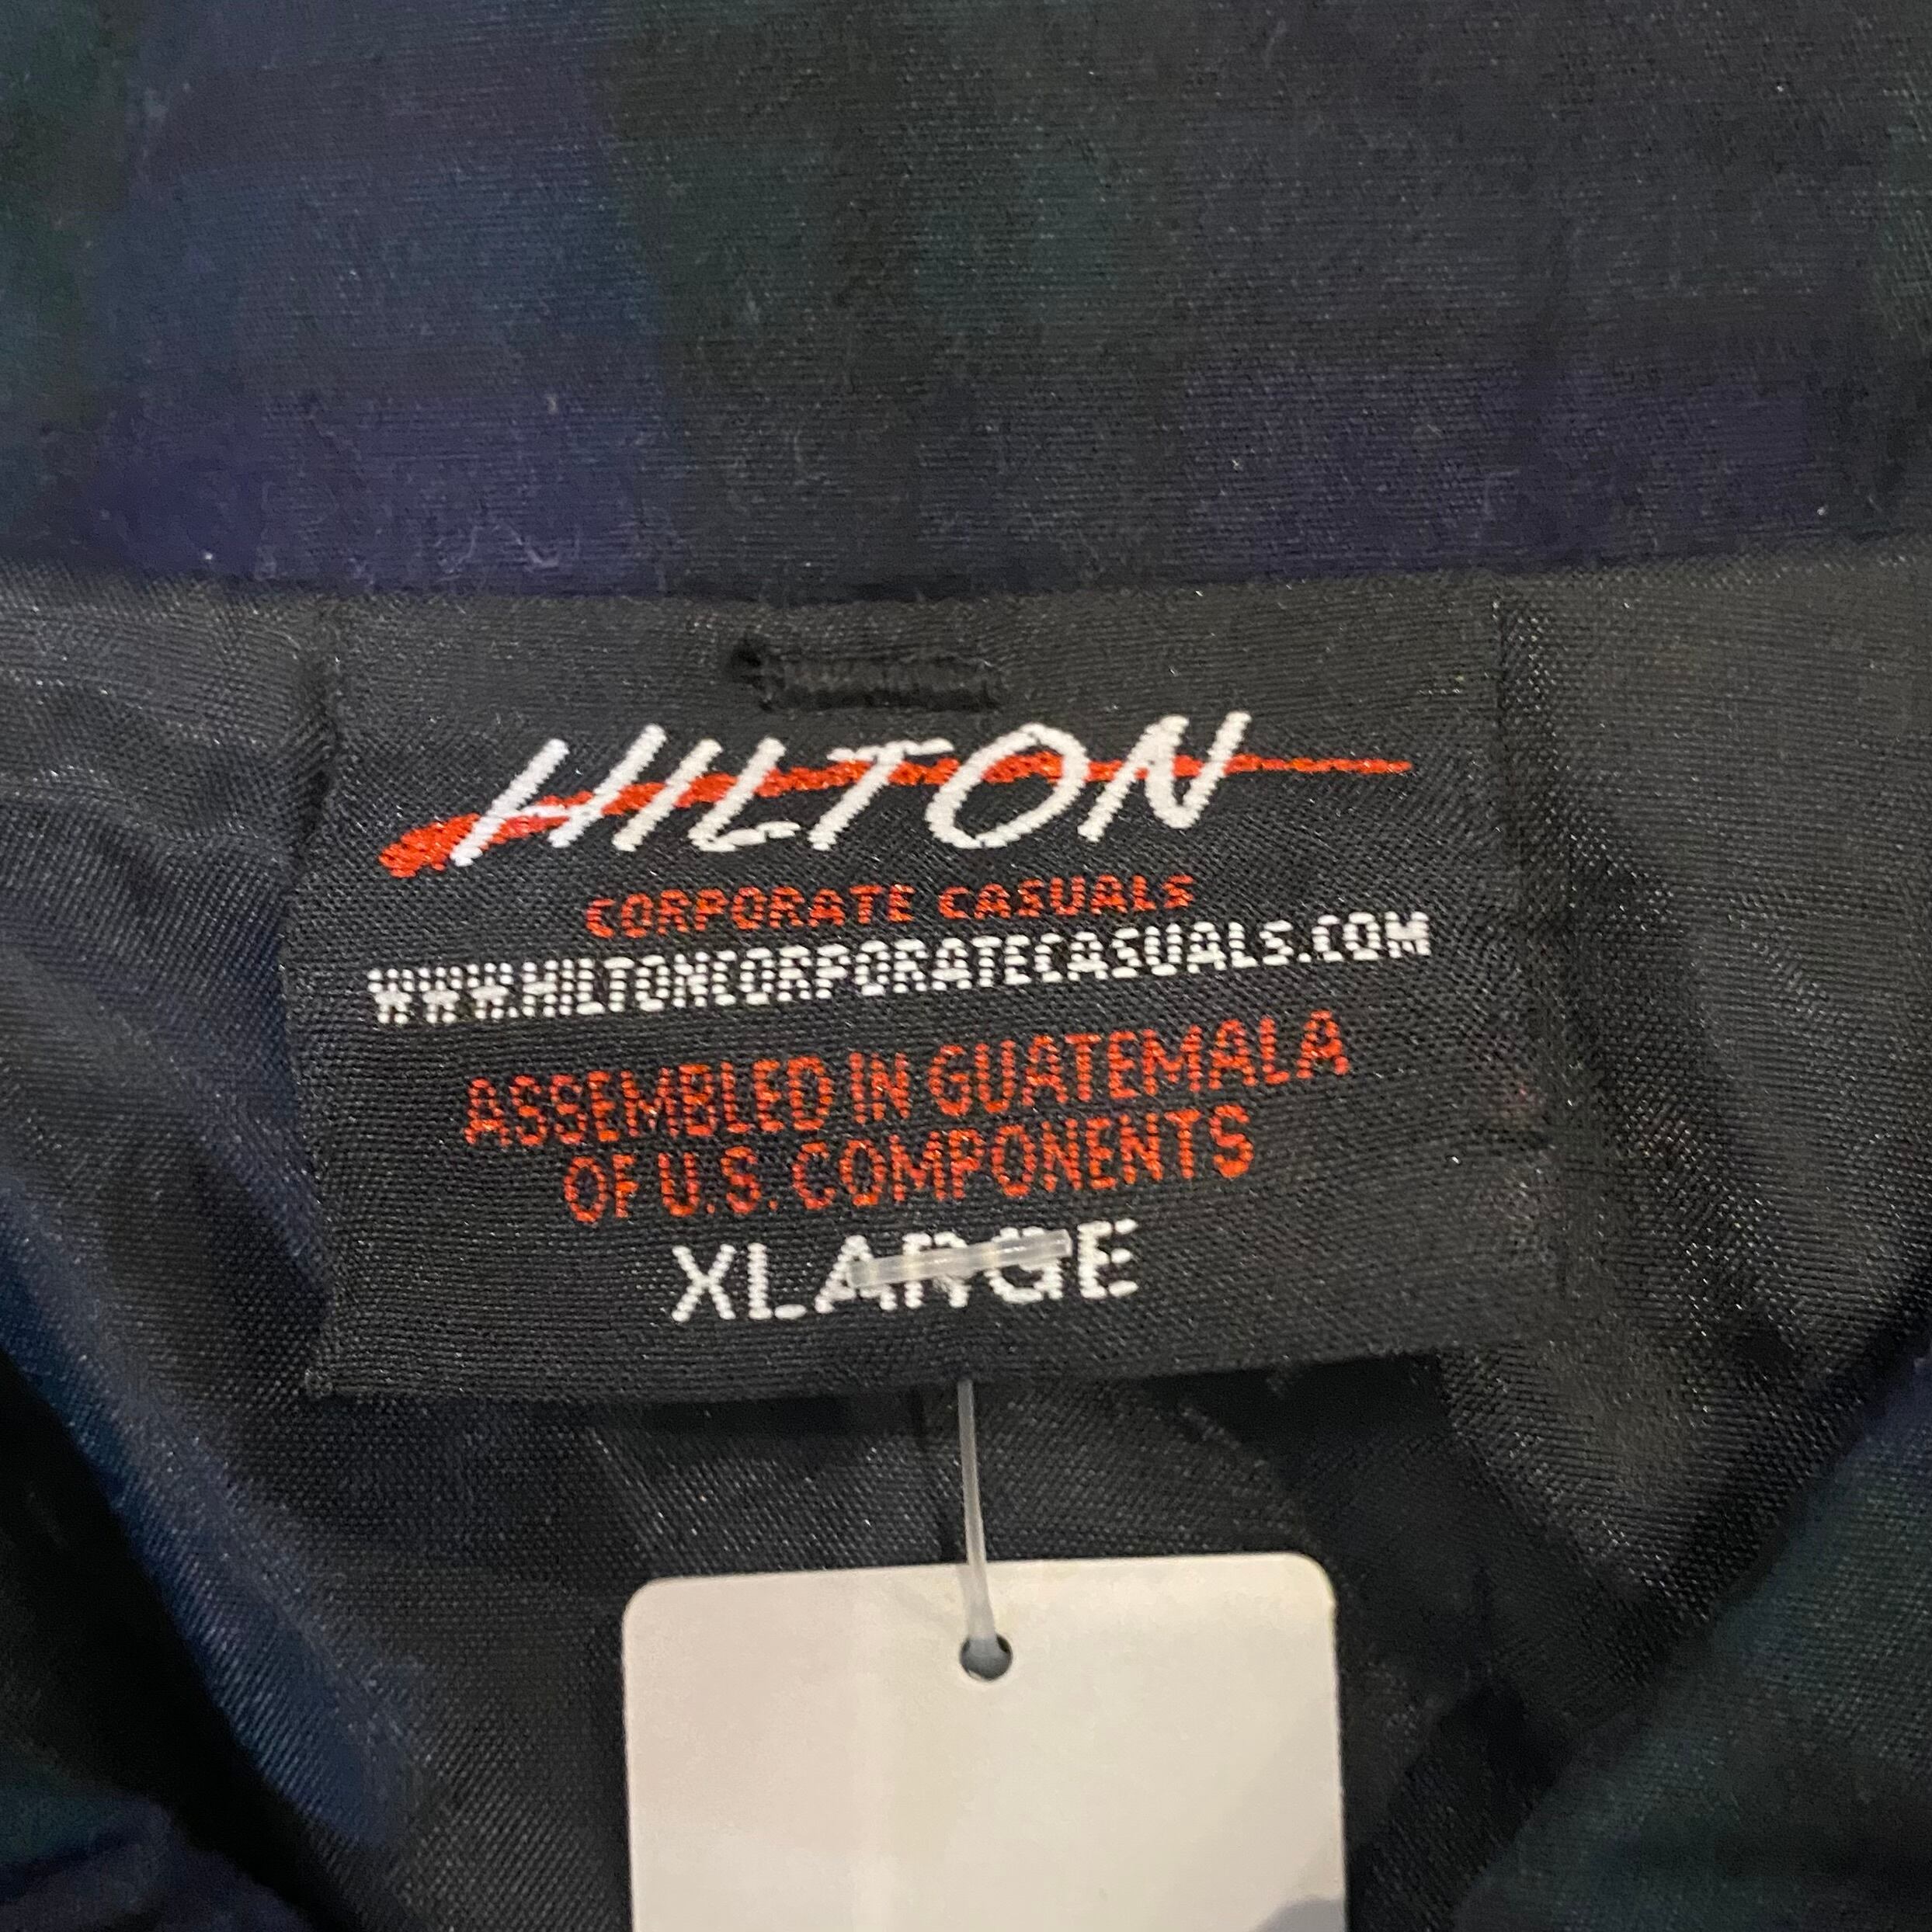 HILTON
CORPORATE CASUALS
WWW.HILTONCORPORATECASUALS.COM
ASSEMBLED IN GUATEMALA
OF U.S. COMPONENTS
XLARGE